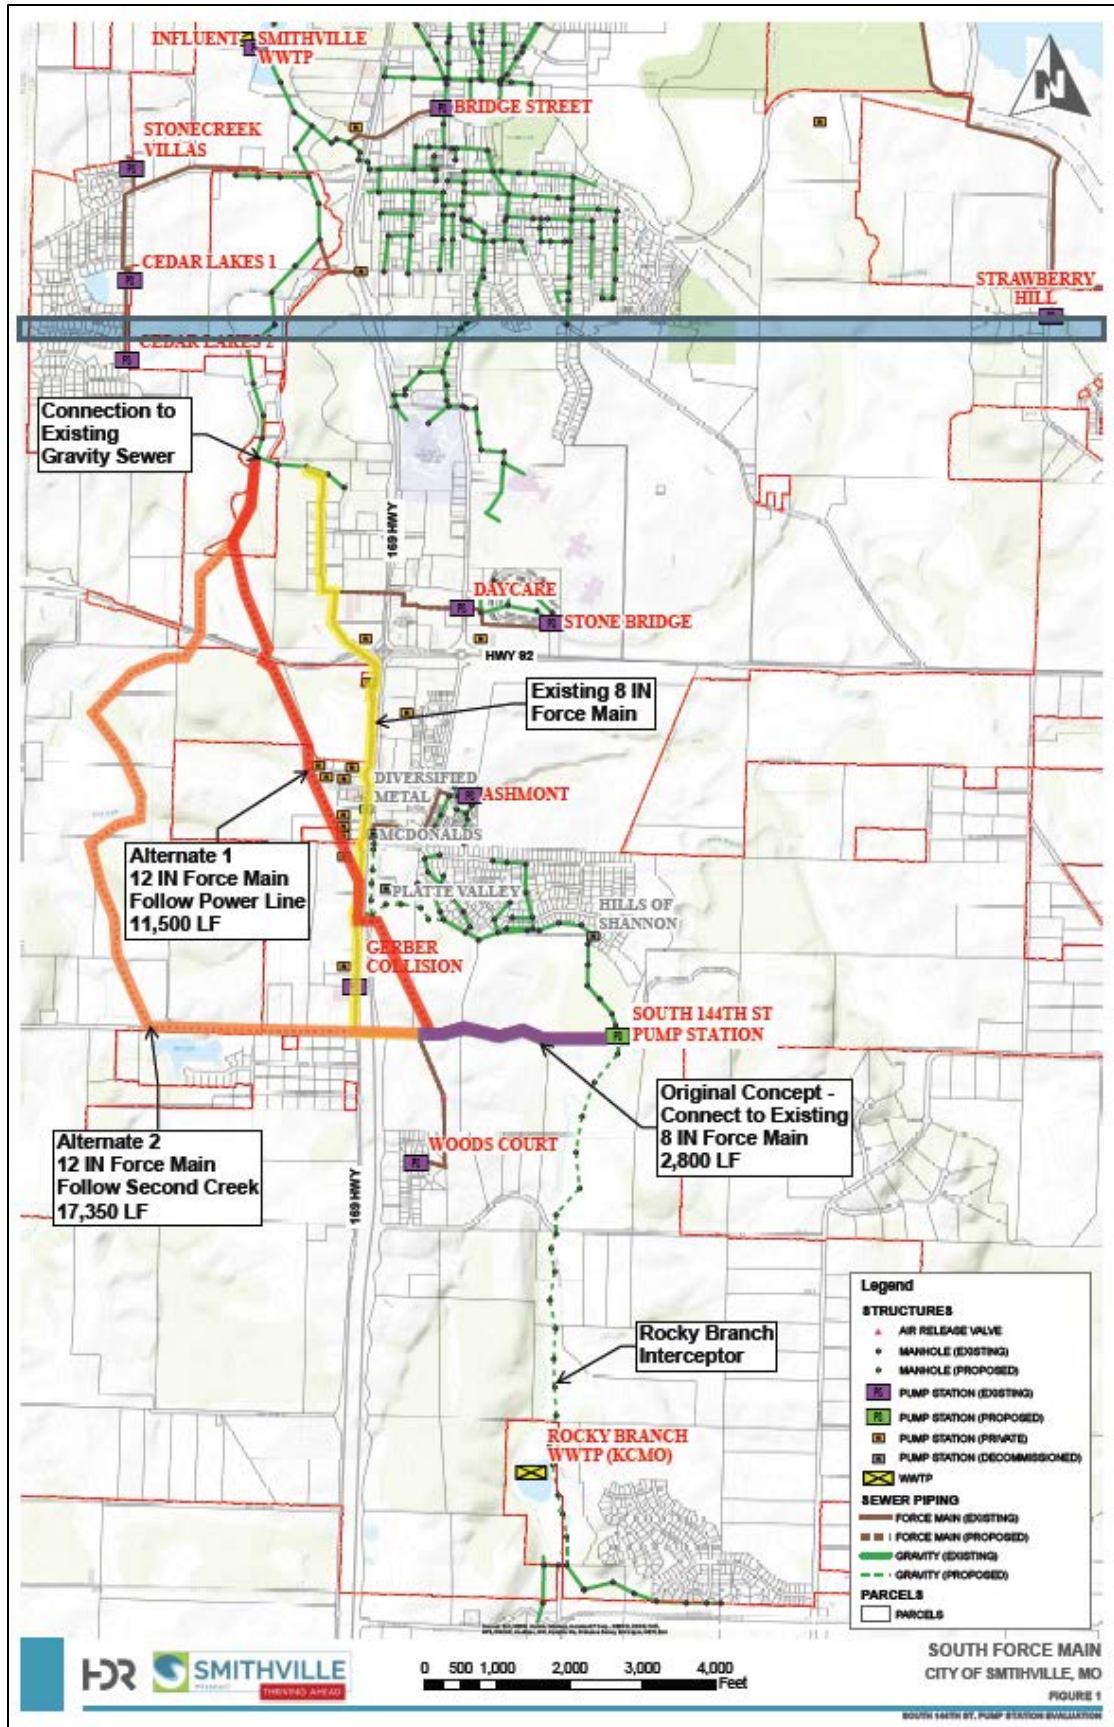 INFLUENT
SMITHVILLE
WWTP
BRIDGE STREET
STONECREEK
VILLAS
CEDAR LAKES 1
STRAWBERRY
HILL
CEDAR LAKES 2
N
Connection to
Existing
Gravity Sewer
169 HWY
DAYCARE
STONE BRIDGE
HWY 92
Existing 8 IN
Force Main
DIVERSIFIED
METAL
ASHMONT
MCDONALDS
Alternate 1
12 IN Force Main
Follow Power Line
11,500 LF
PLATTE VALLEY
HILLS OF
SHANNON
GERBER
COLLISION
SOUTH 144TH ST
PUMP STATION
Original Concept -
Connect to Existing
8 IN Force Main
2,800 LF
Alternate 2
12 IN Force Main
Follow Second Creek
17,350 LF
WOODS COURT
169 HWY
Rocky Branch
Interceptor
ROCKY BRANCH
WWTP (KCMO)
Legend
STRUCTURES
AIR RELEASE VALVE
MANHOLE (EXISTING)
MANHOLE (PROPOSED)
PS PUMP STATION (EXISTING)
PS PUMP STATION (PROPOSED)
PUMP STATION (PRIVATE)
PUMP STATION (DECOMMISSIONED)
WWTP
SEWER PIPING
FORCE MAIN (EXISTING)
FORCE MAIN (PROPOSED)
GRAVITY (EXISTING)
GRAVITY (PROPOSED)
PARCELS
PARCELS
HDR
SMITHVILLE
MISSOURI
THRIVING AHEAD
0 500 1,000 2,000 3,000 4,000
Feet
SOUTH FORCE MAIN
CITY OF SMTIHVILLE, MO
FIGURE 1
SOUTH 144TH ST. PUMP STATION EVALUATION